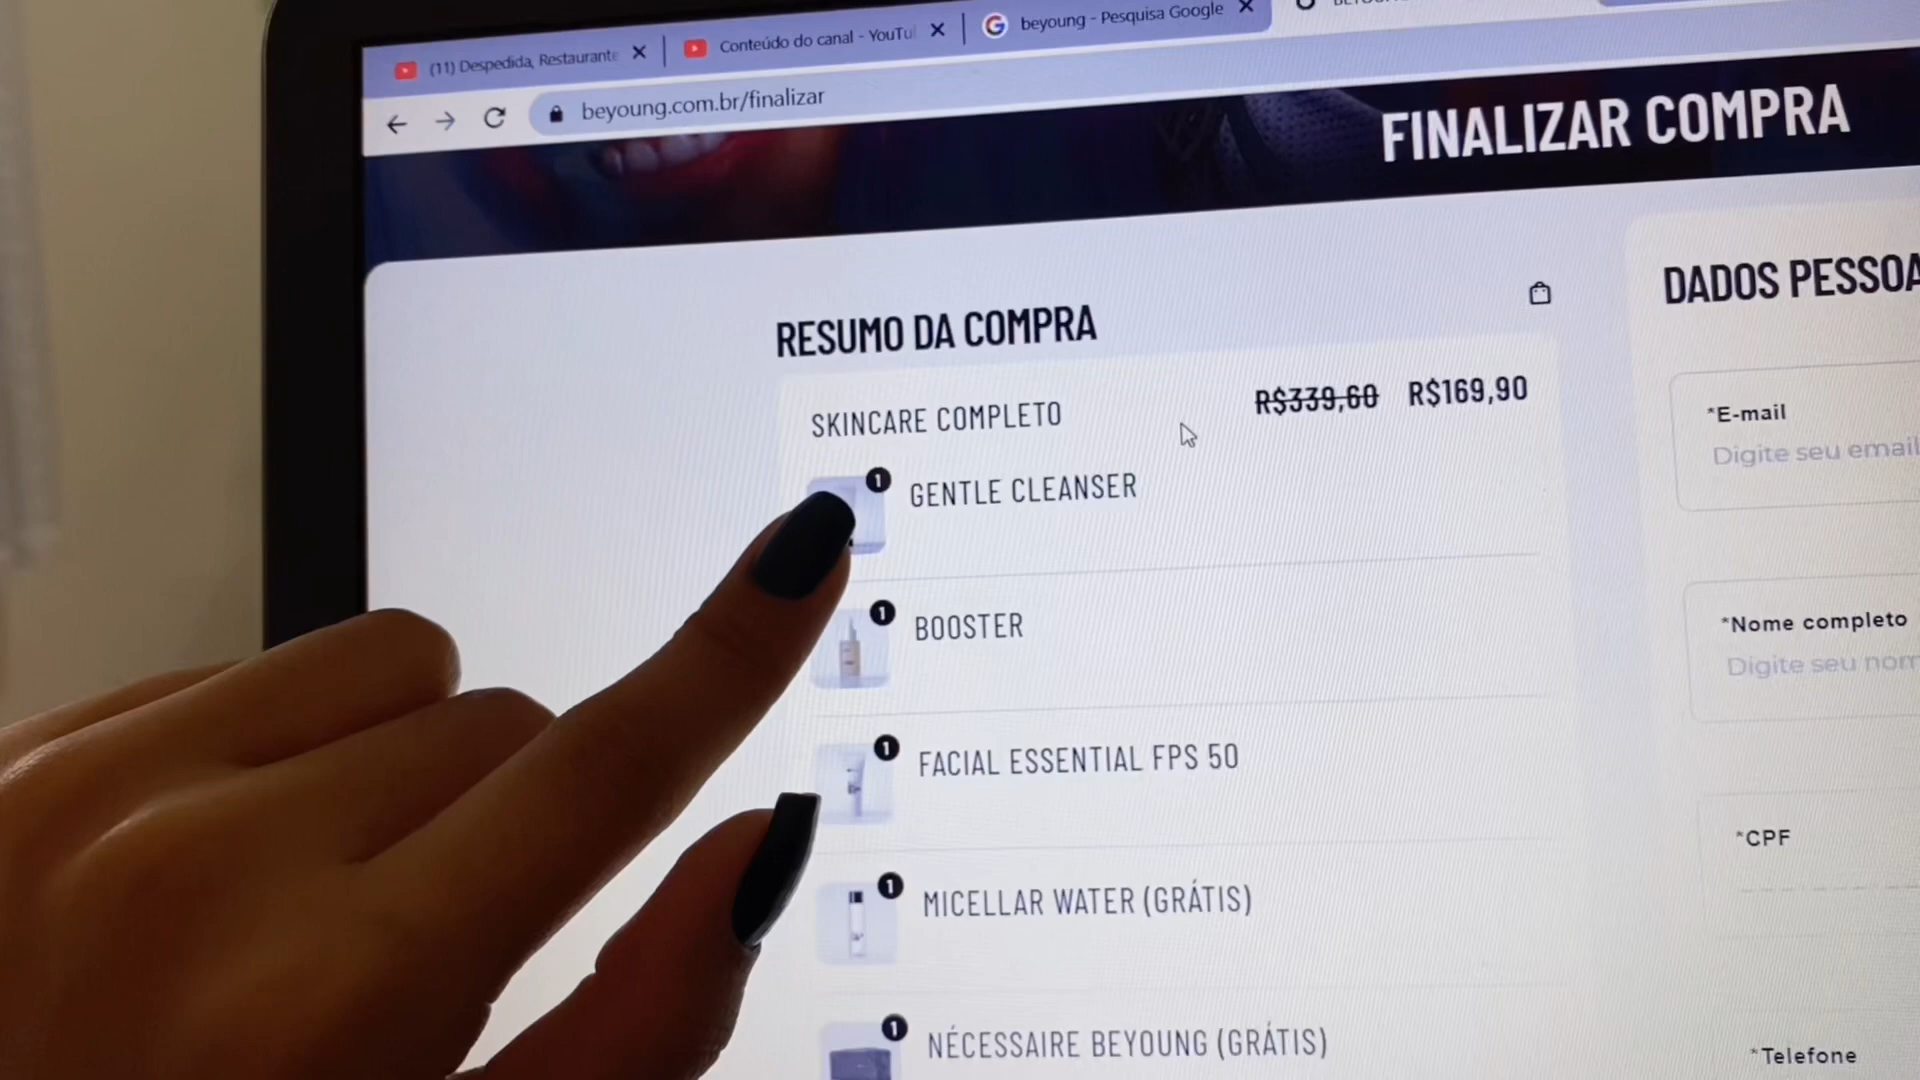 (11) Despedida, Restaurante
Conteúdo do canal - YouTu
beyoung - Pesquisa Google
beyoung.com.br/finalizar
FINALIZAR COMPRA
RESUMO DA COMPRA
SKINCARE COMPLETO
R$339,60 R$169,90
1
GENTLE CLEANSER
1
BOOSTER
1
FACIAL ESSENTIAL FPS 50
1
MICELLAR WATER (GRÁTIS)
1
NÉCESSAIRE BEYOUNG (GRÁTIS)
DADOS PESSOA
*E-mail
Digite seu email
*Nome completo
Digite seu nom
*CPF
*Telefone